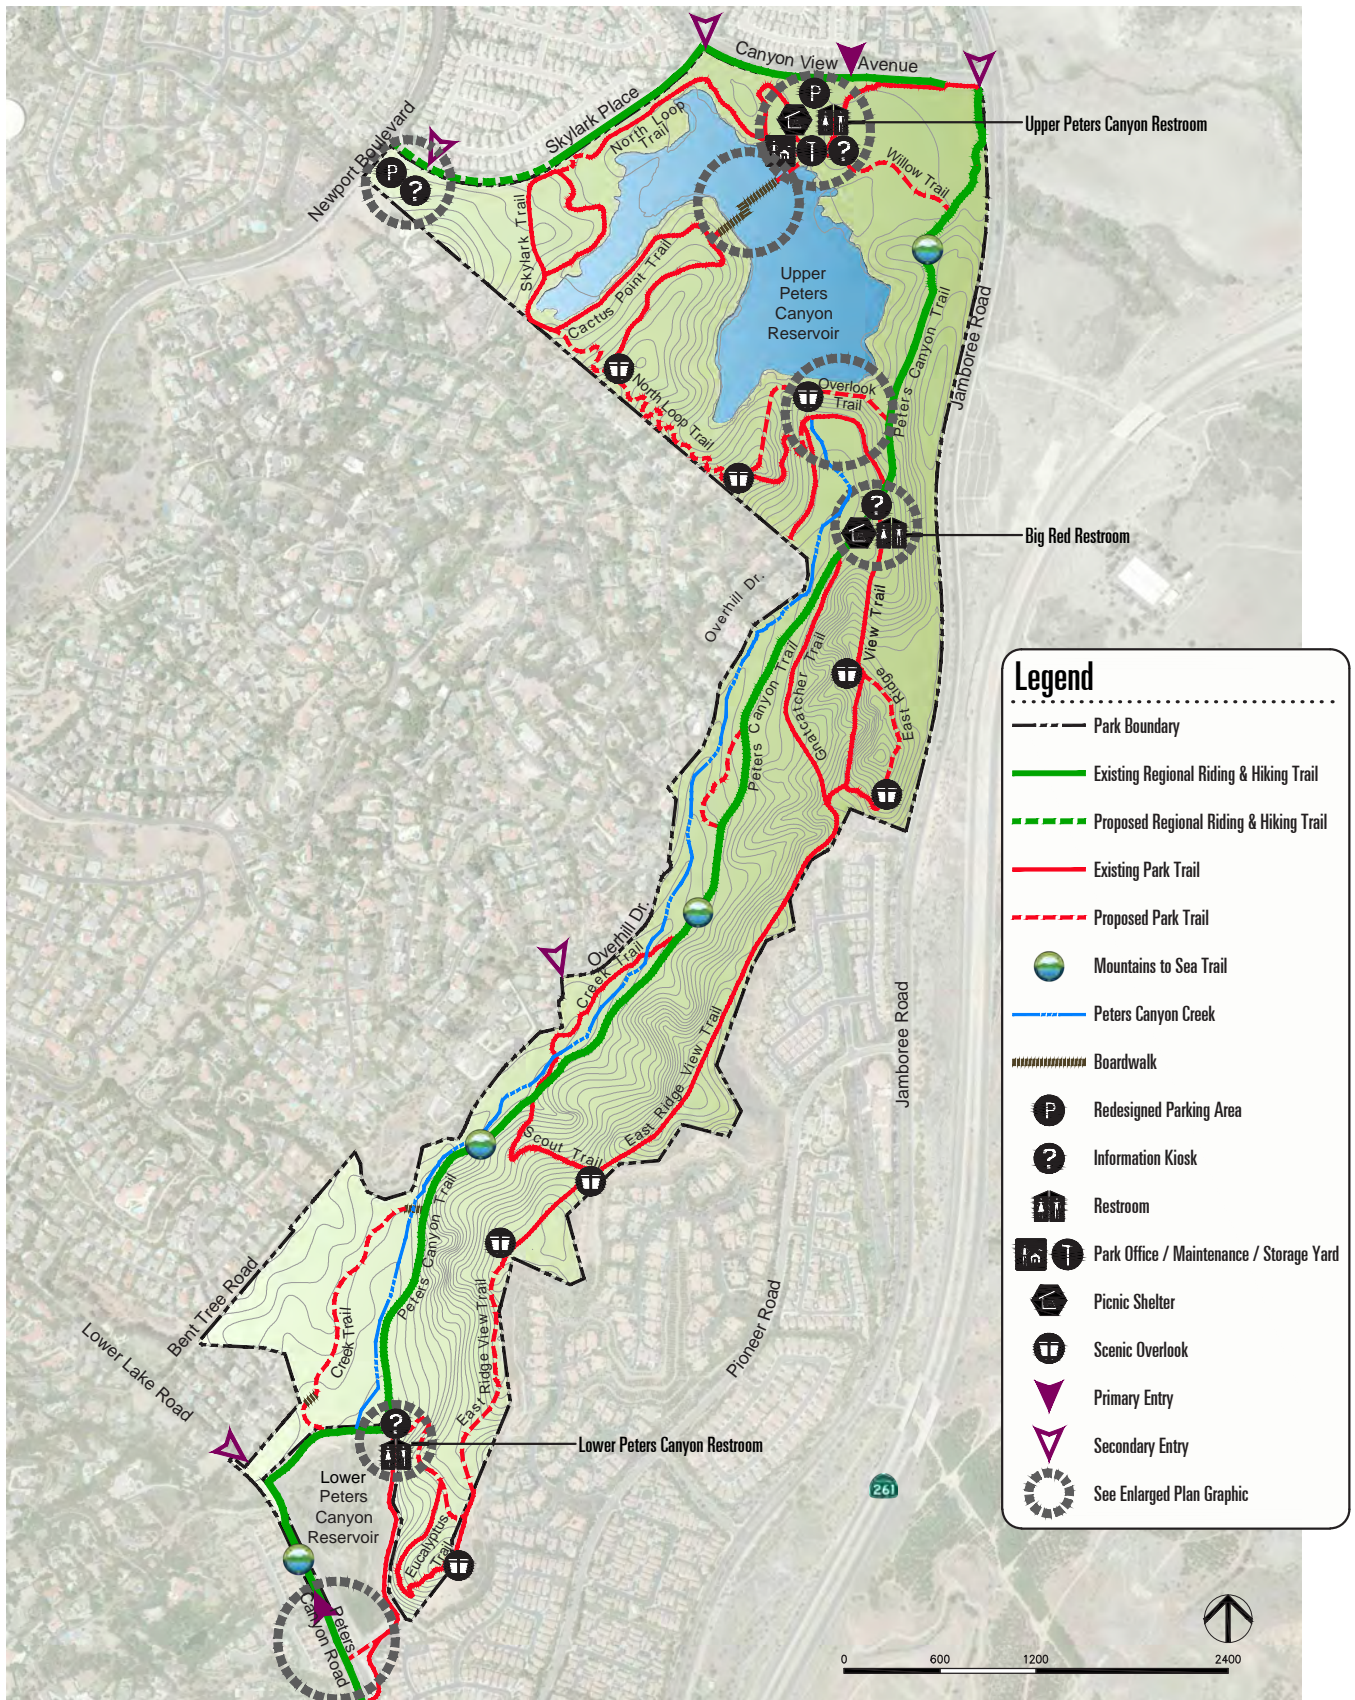 Canyon View Avenue
Skylark Place
Newport Boulevard
North Loop
Trail
P
?
P
?
Upper Peters Canyon Restroom
Willow Trail
Skylark Trail
Cactus Point Trail
Upper
Peters
Canyon
Reservoir
Peters Canyon Trail
Jamboree Road
North Loop Trail
Overlook
Trail
?
Big Red Restroom
Overhill Dr.
Peters Canyon Trail
Gnatcatcher Trail
East Ridge View Trail
Overhill Dr.
Creek Trail
East Ridge View Trail
Jamboree Road
Scout Trail
Peters Canyon Trail
Bent Tree Road
Lower Lake Road
Creek Trail
East Ridge View Trail
Pioneer Road
?
Lower Peters Canyon Restroom
Lower
Peters
Canyon
Reservoir
Eucalyptus
Trail
Peters
Canyon Road
261
Legend
Park Boundary
Existing Regional Riding & Hiking Trail
Proposed Regional Riding & Hiking Trail
Existing Park Trail
Proposed Park Trail
Mountains to Sea Trail
Peters Canyon Creek
Boardwalk
P Redesigned Parking Area
? Information Kiosk
Restroom
Park Office / Maintenance / Storage Yard
Picnic Shelter
Scenic Overlook
Primary Entry
Secondary Entry
See Enlarged Plan Graphic
0 600 1200 2400